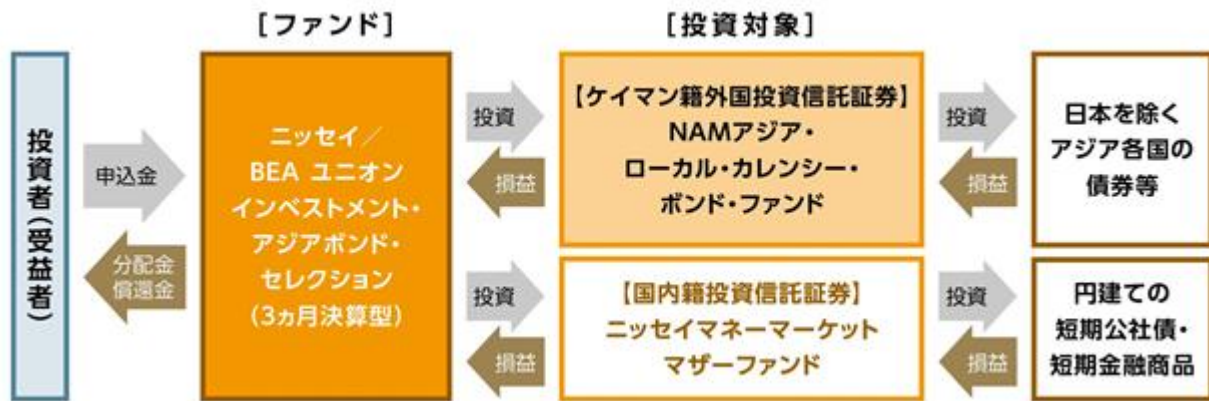 ［ファンド］
［投資対象］
投資者（受益者）
申込金
分配金
償還金
ニッセイ／
BEA ユニオン
インベストメント・
アジアボンド・
セレクション
（3ヵ月決算型）
投資
損益
【ケイマン籍外国投資信託証券】
NAMアジア・
ローカル・カレンシー・
ボンド・ファンド
投資
損益
日本を除く
アジア各国の
債券等
投資
損益
【国内籍投資信託証券】
ニッセイマネーマーケット
マザーファンド
投資
損益
円建ての
短期公社債・
短期金融商品